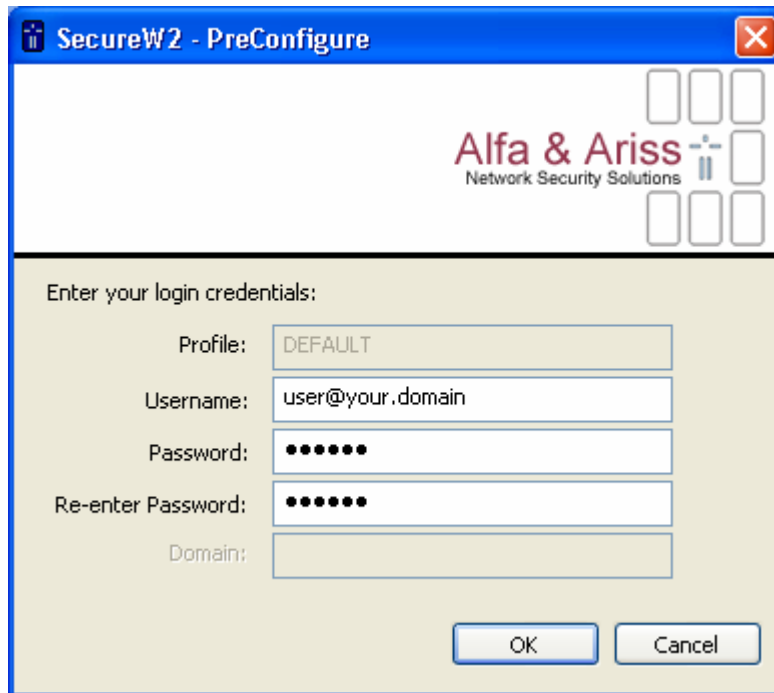 SecureW2 - PreConfigure
Alfa & Ariss
Network Security Solutions
Enter your login credentials:
Profile: DEFAULT
Username: user@your.domain
Password: ●●●●●●
Re-enter Password: ●●●●●●
Domain:
OK Cancel